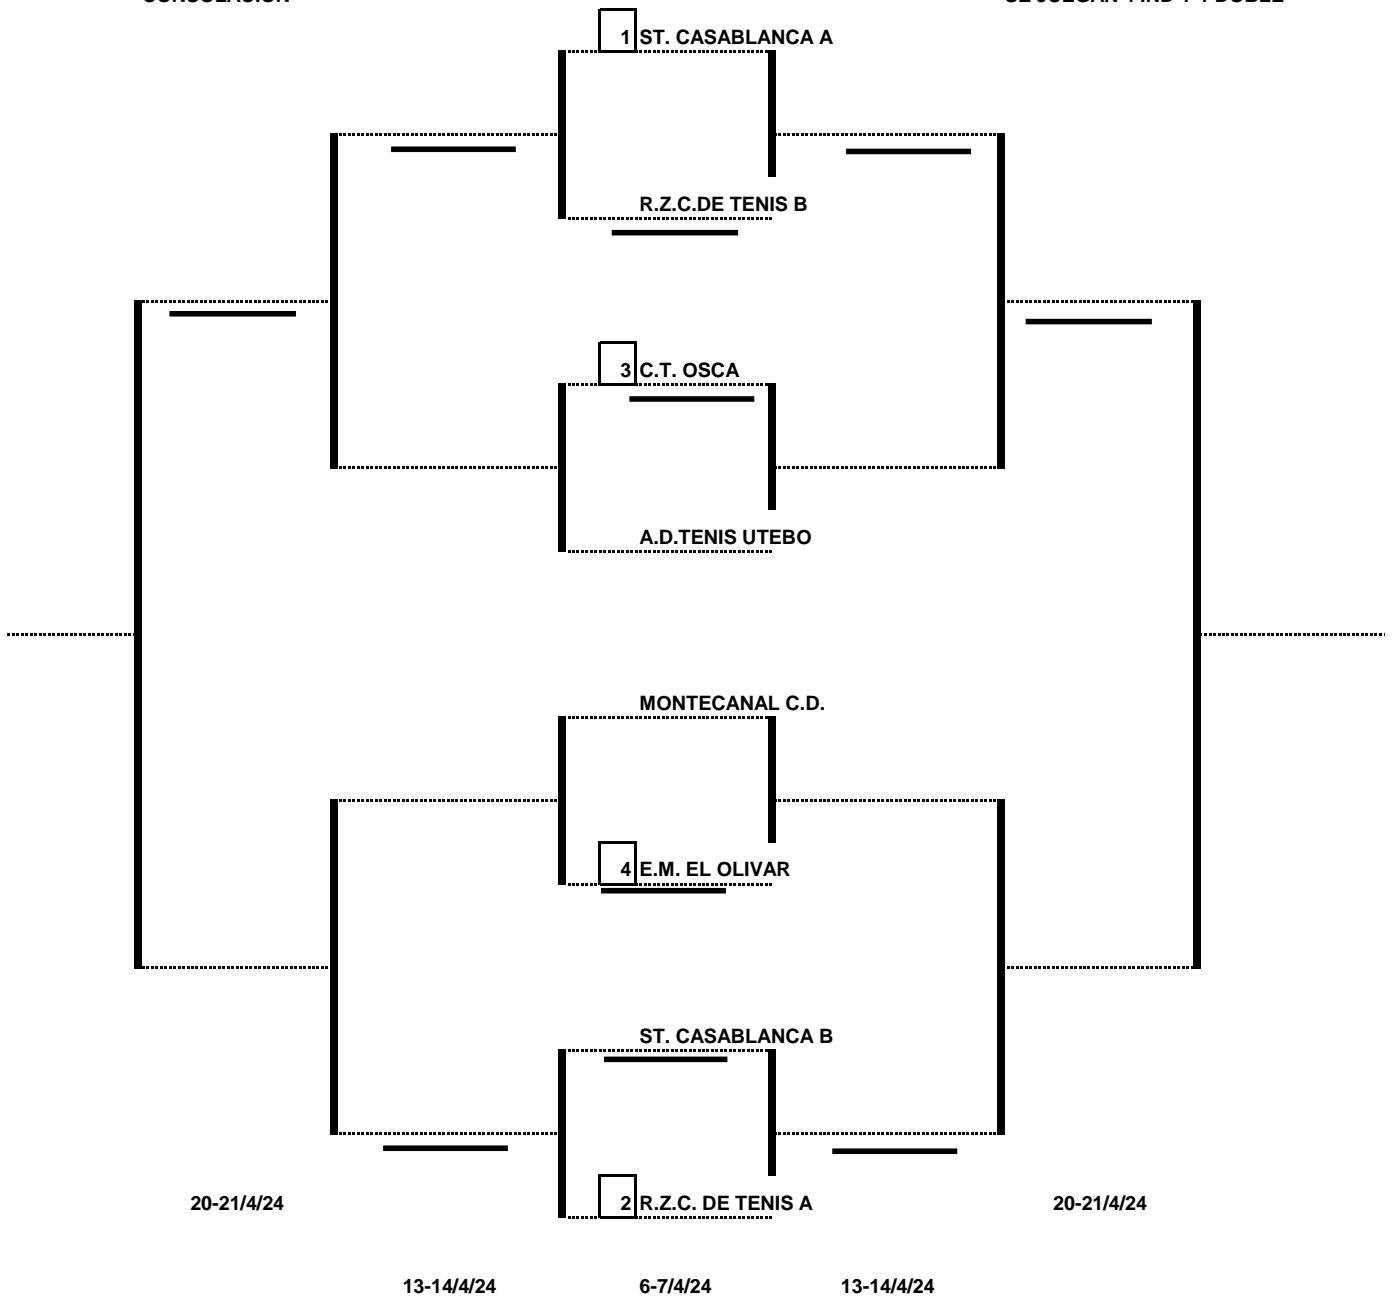 1 ST. CASABLANCA A
R.Z.C.DE TENIS B
3 C.T. OSCA
A.D.TENIS UTEBO
MONTECANAL C.D.
4 E.M. EL OLIVAR
ST. CASABLANCA B
2 R.Z.C. DE TENIS A
20-21/4/24 20-21/4/24
13-14/4/24 6-7/4/24 13-14/4/24